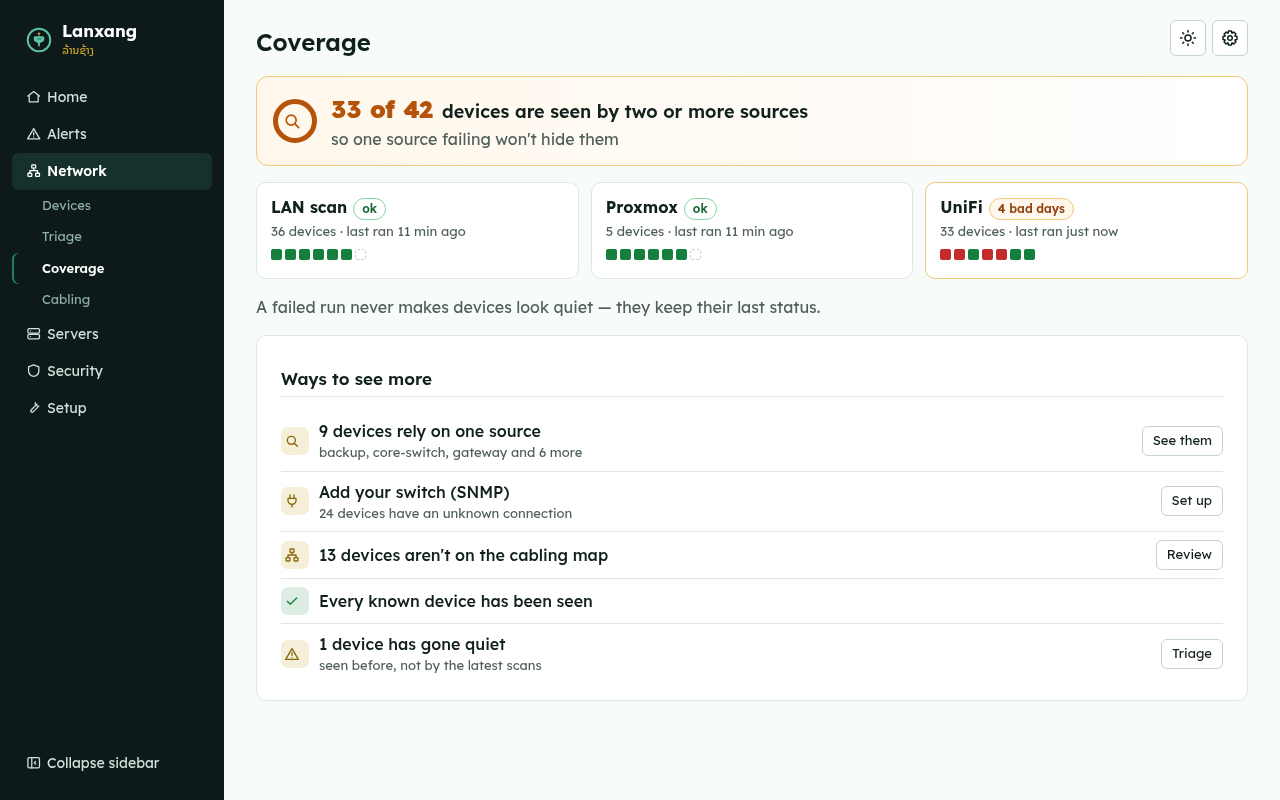 Lanxang
ລ້ານຊ້າງ
Home
Alerts
Network
Devices
Triage
Coverage
Cabling
Servers
Security
Setup
Collapse sidebar
Coverage
33 of 42 devices are seen by two or more sources
so one source failing won't hide them
LAN scan ok
36 devices · last ran 11 min ago
Proxmox ok
5 devices · last ran 11 min ago
UniFi 4 bad days
33 devices · last ran just now
A failed run never makes devices look quiet — they keep their last status.
Ways to see more
9 devices rely on one source
backup, core-switch, gateway and 6 more
See them
Add your switch (SNMP)
24 devices have an unknown connection
Set up
13 devices aren't on the cabling map
Review
Every known device has been seen
1 device has gone quiet
seen before, not by the latest scans
Triage